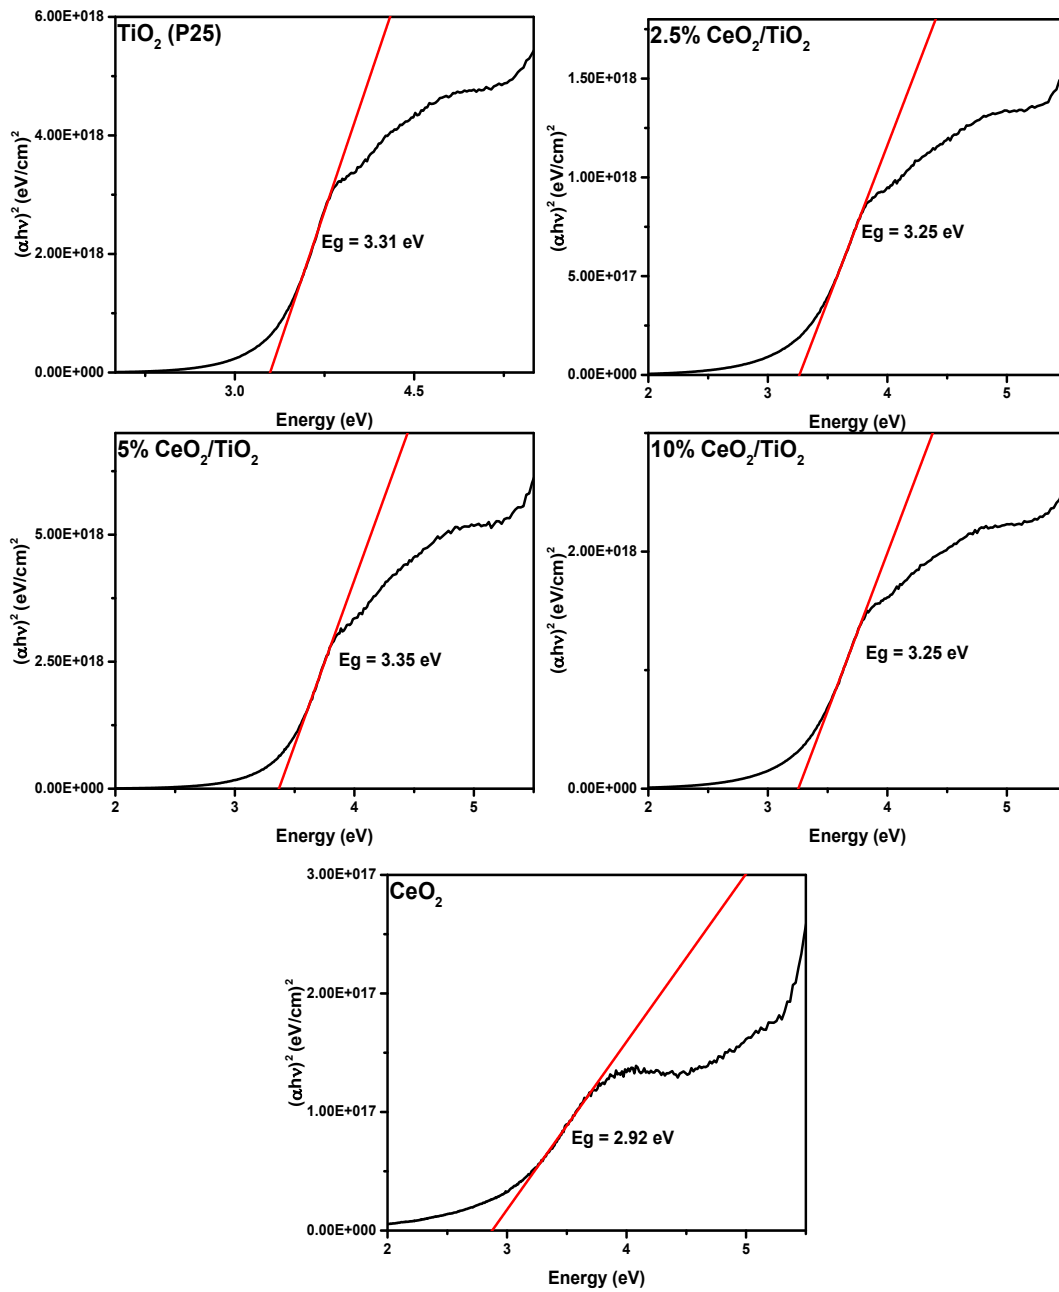 TiO₂ (P25)
6.00E+018
4.00E+018
2.00E+018
0.00E+000
(αhν)² (eV/cm)²
Eg = 3.31 eV
3.0 4.5
Energy (eV)
2.5% CeO₂/TiO₂
1.50E+018
1.00E+018
5.00E+017
0.00E+000
(αhν)² (eV/cm)²
Eg = 3.25 eV
2 3 4 5
Energy (eV)
5% CeO₂/TiO₂
5.00E+018
2.50E+018
0.00E+000
(αhν)² (eV/cm)²
Eg = 3.35 eV
2 3 4 5
Energy (eV)
10% CeO₂/TiO₂
2.00E+018
0.00E+000
(αhν)² (eV/cm)²
Eg = 3.25 eV
2 3 4 5
Energy (eV)
CeO₂
3.00E+017
2.00E+017
1.00E+017
0.00E+000
(αhν)² (eV/cm)²
Eg = 2.92 eV
2 3 4 5
Energy (eV)